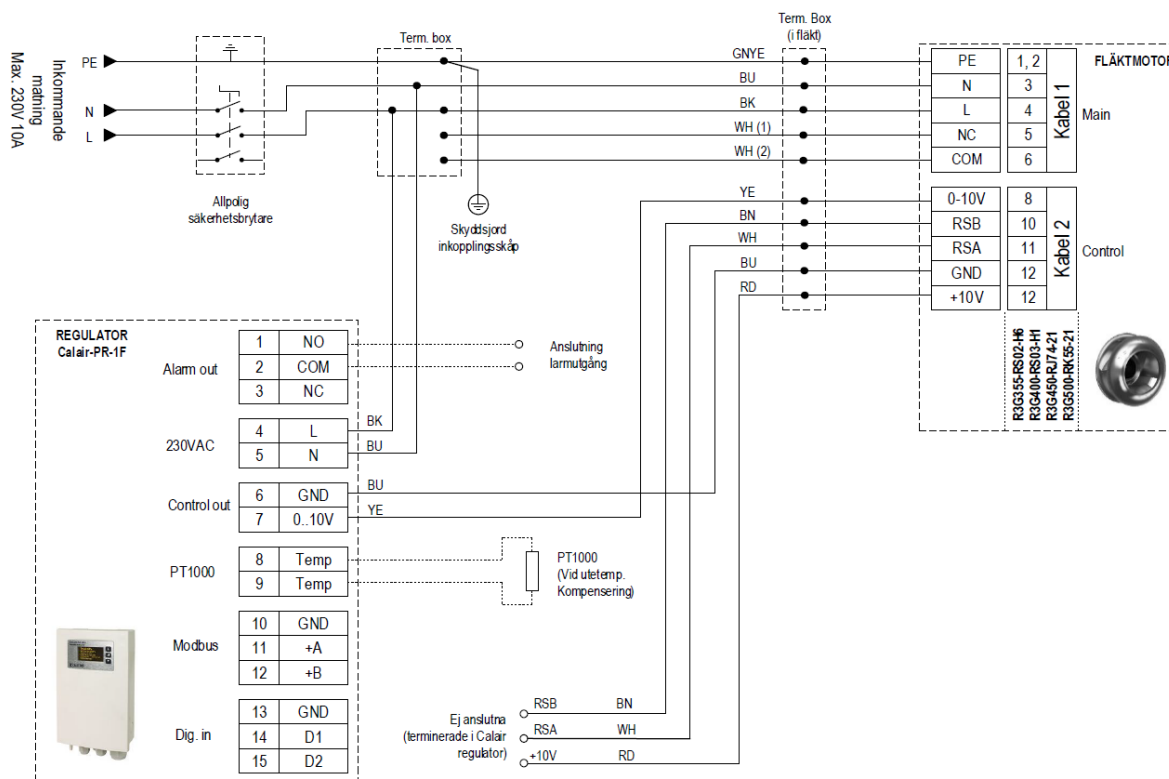 Inkommande
matning
Max. 230V 10A
PE
N
L
Allpolig
säkerhetsbrytare
Term. box
Skyddsjord
inkopplingsskåp
Term. Box
(i fläkt)
GNYE
BU
BK
WH (1)
WH (2)
YE
BN
WH
BU
RD
FLÄKTMOTOR
PE 1, 2
N 3
L 4
NC 5
COM 6
Kabel 1
Main
0-10V 8
RSB 10
RSA 11
GND 12
+10V 12
Kabel 2
Control
R3G355-RS02-H6
R3G400-RS03-H1
R3G450-RJ74-21
R3G500-RK55-21
REGULATOR
Calair-PR-1F
Alarm out
1 NO
2 COM
3 NC
Anslutning
larmutgång
230VAC
4 L BK
5 N BU
Control out
6 GND BU
7 0..10V YE
PT1000
8 Temp
9 Temp
PT1000
(Vid utetemp.
Kompensering)
Modbus
10 GND
11 +A
12 +B
Dig. in
13 GND
14 D1
15 D2
Ej anslutna
(terminerade i Calair
regulator)
RSB BN
RSA WH
+10V RD